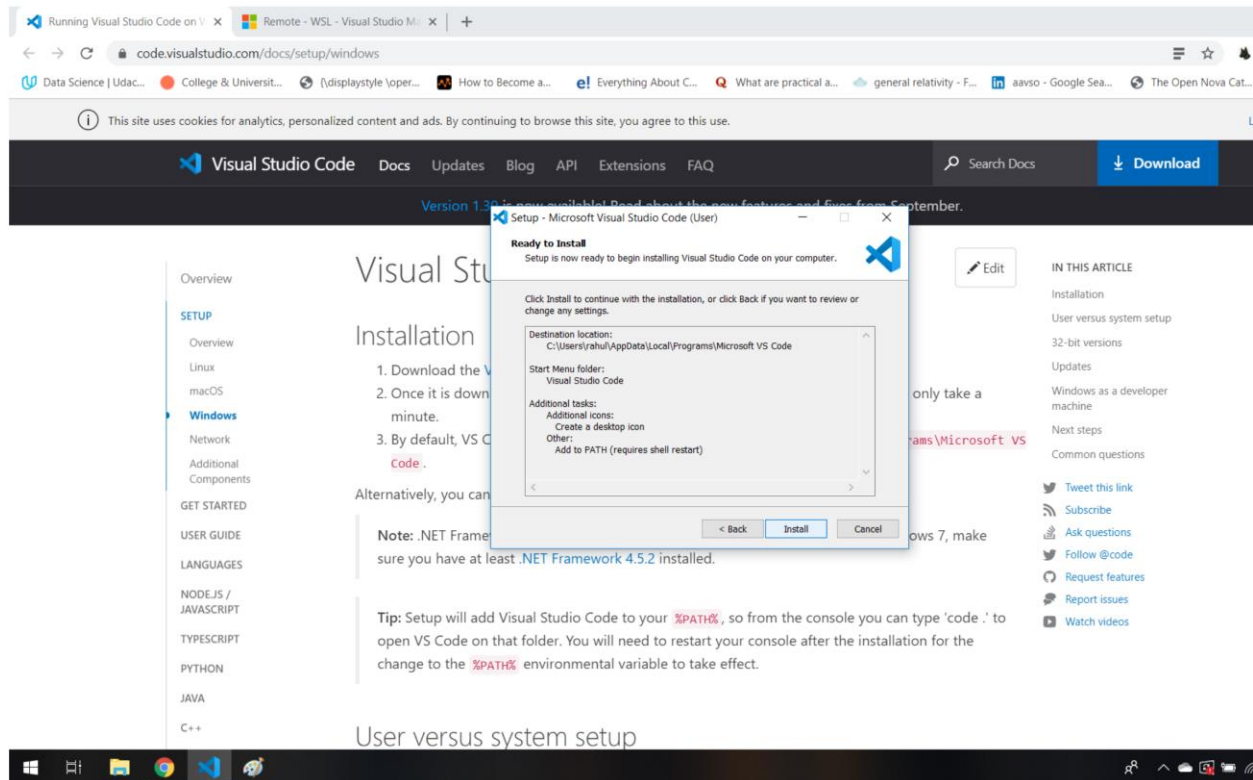 Running Visual Studio Code on V
Remote - WSL - Visual Studio Ma
code.visualstudio.com/docs/setup/windows
Data Science | Udac... College & Universit... (\displaystyle \oper... How to Become a... Everything About C... What are practical a... general relativity - F... aavso - Google Sea... The Open Nova Cat...
This site uses cookies for analytics, personalized content and ads. By continuing to browse this site, you agree to this use.
Visual Studio Code Docs Updates Blog API Extensions FAQ Search Docs Download
Version 1.39 is now available! Read about the new features and fixes from September.
Overview
SETUP
Overview
Linux
macOS
Windows
Network
Additional
Components
GET STARTED
USER GUIDE
LANGUAGES
NODE.JS /
JAVASCRIPT
TYPESCRIPT
PYTHON
JAVA
C++
Visual Stu
Edit
Installation
1. Download the V
2. Once it is down
only take a
minute.
3. By default, VS C
rams\Microsoft VS
Code.
Alternatively, you can
Note: .NET Frame
ows 7, make
sure you have at least .NET Framework 4.5.2 installed.
Tip: Setup will add Visual Studio Code to your %PATH%, so from the console you can type 'code .' to
open VS Code on that folder. You will need to restart your console after the installation for the
change to the %PATH% environmental variable to take effect.
User versus system setup
Setup - Microsoft Visual Studio Code (User)
Ready to Install
Setup is now ready to begin installing Visual Studio Code on your computer.
Click Install to continue with the installation, or click Back if you want to review or
change any settings.
Destination location:
C:\Users\rahul\AppData\Local\Programs\Microsoft VS Code
Start Menu folder:
Visual Studio Code
Additional tasks:
Additional icons:
Create a desktop icon
Other:
Add to PATH (requires shell restart)
< Back Install Cancel
IN THIS ARTICLE
Installation
User versus system setup
32-bit versions
Updates
Windows as a developer
machine
Next steps
Common questions
Tweet this link
Subscribe
Ask questions
Follow @code
Request features
Report issues
Watch videos